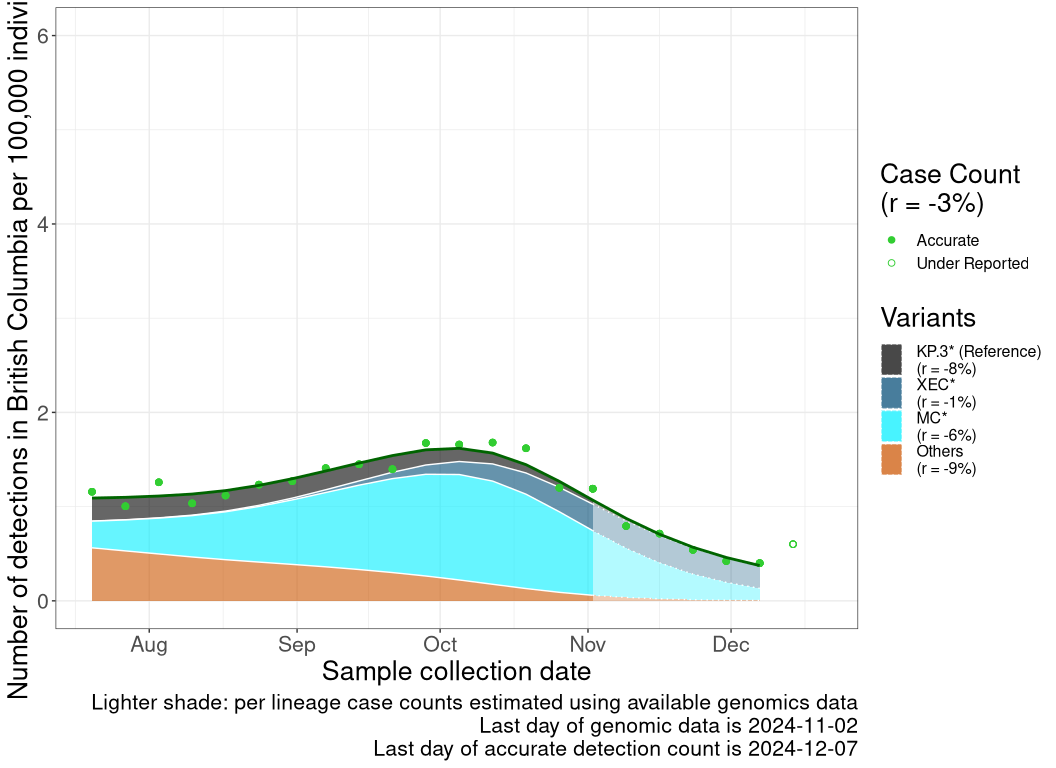 Number of detections in British Columbia per 100,000
6
4
2
0
Aug Sep Oct Nov Dec
Sample collection date
Lighter shade: per lineage case counts estimated using available genomics data
Last day of genomic data is 2024-11-02
Last day of accurate detection count is 2024-12-07
Case Count
(r = -3%)
Accurate
Under Reported
Variants
KP.3* (Reference)
(r = -8%)
XEC*
(r = -1%)
MC*
(r = -6%)
Others
(r = -9%)